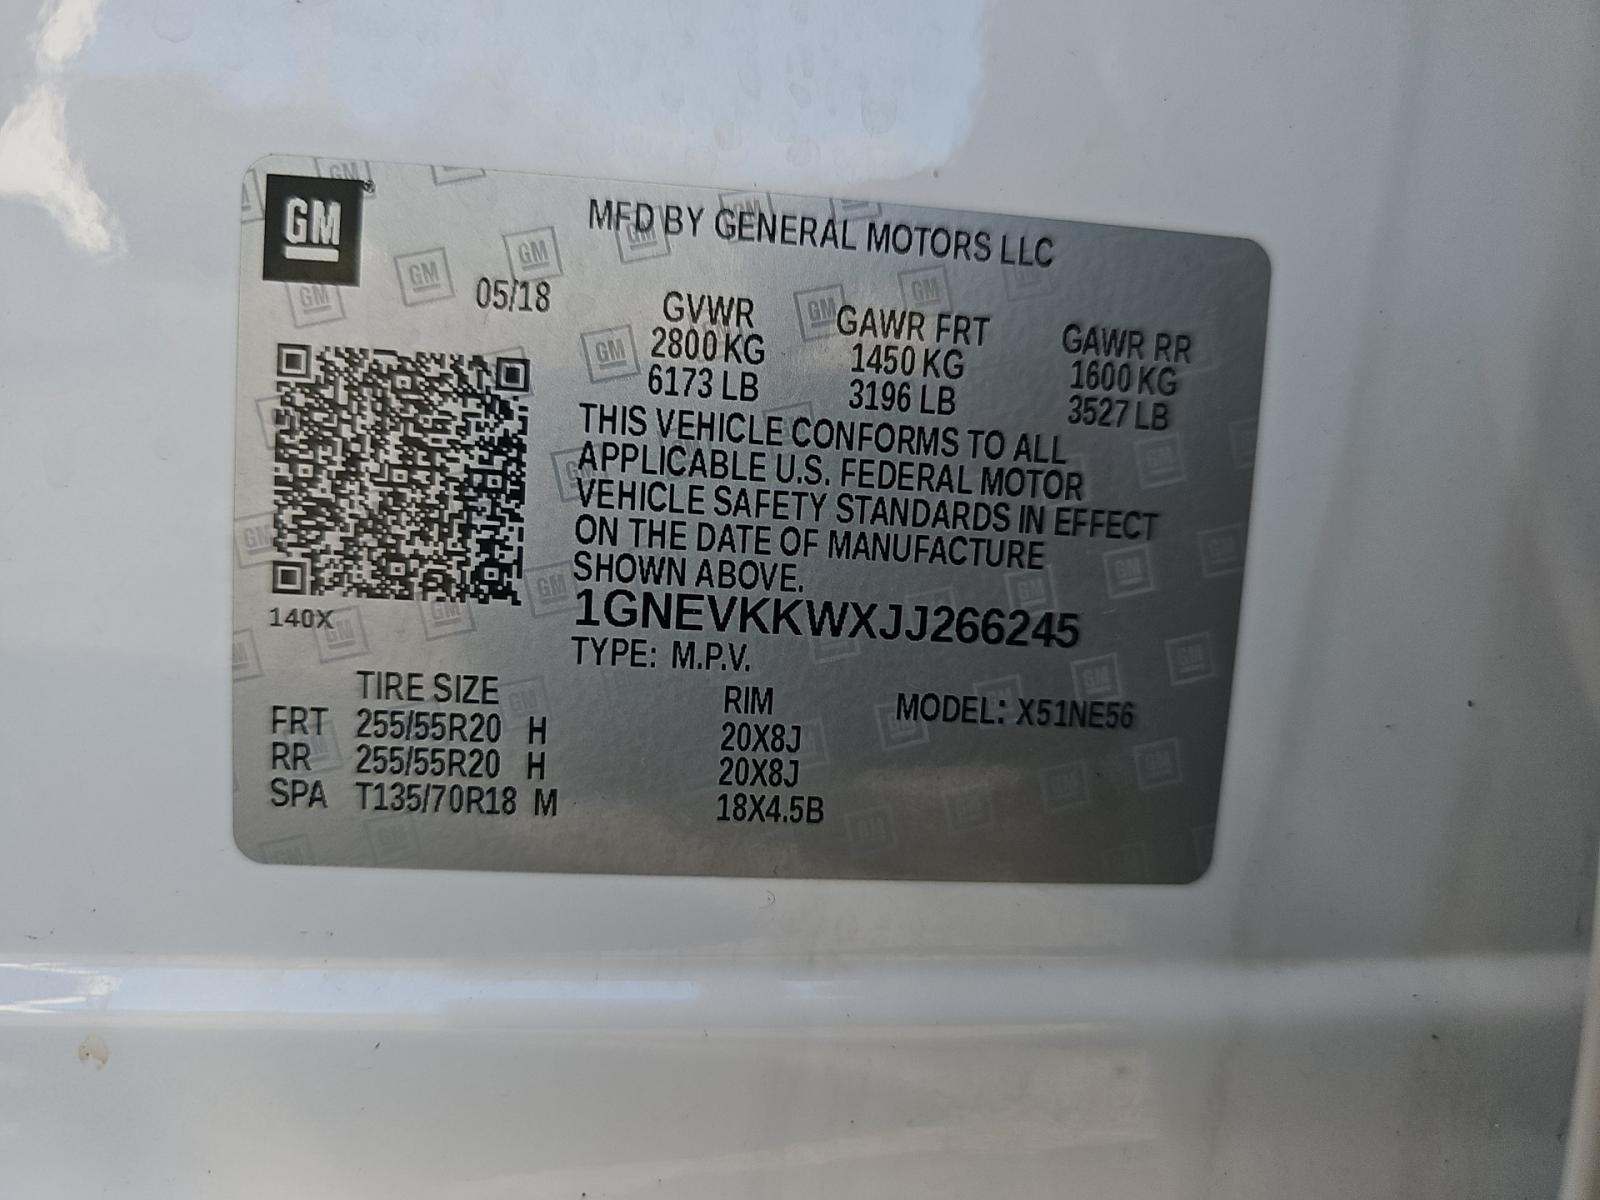 GM
MFD BY GENERAL MOTORS LLC
05/18
GVWR GAWR FRT GAWR RR
2800 KG 1450 KG 1600 KG
6173 LB 3196 LB 3527 LB
THIS VEHICLE CONFORMS TO ALL
APPLICABLE U.S. FEDERAL MOTOR
VEHICLE SAFETY STANDARDS IN EFFECT
ON THE DATE OF MANUFACTURE
SHOWN ABOVE.
140X
1GNEVKKWXJJ266245
TYPE: M.P.V.
TIRE SIZE RIM MODEL: X51NE56
FRT 255/55R20 H 20X8J
RR 255/55R20 H 20X8J
SPA T135/70R18 M 18X4.5B